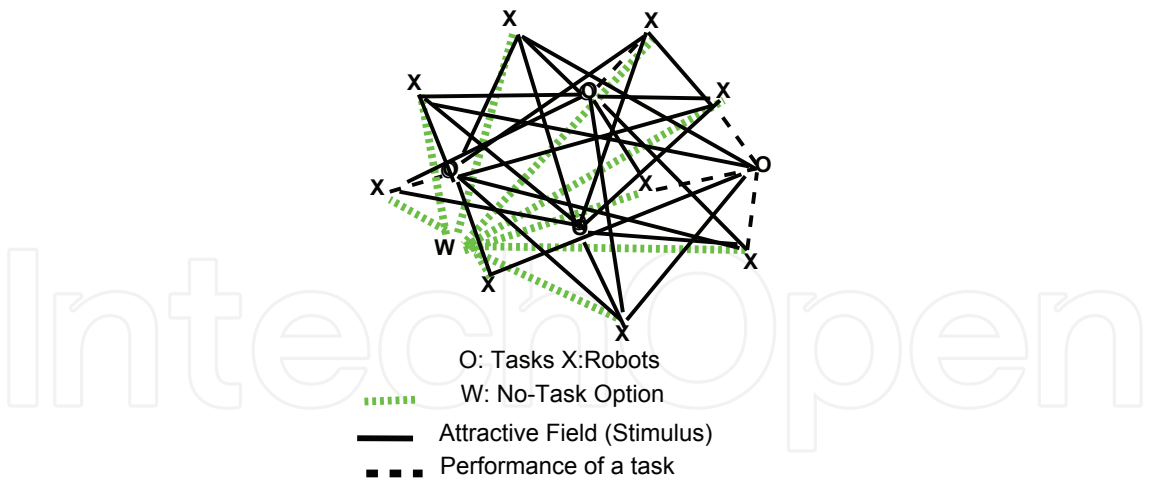 X
X
X
X
O
O
O
X
X
O
W
X
X
X
O: Tasks X:Robots
W: No-Task Option
Attractive Field (Stimulus)
Performance of a task
IntechOpen